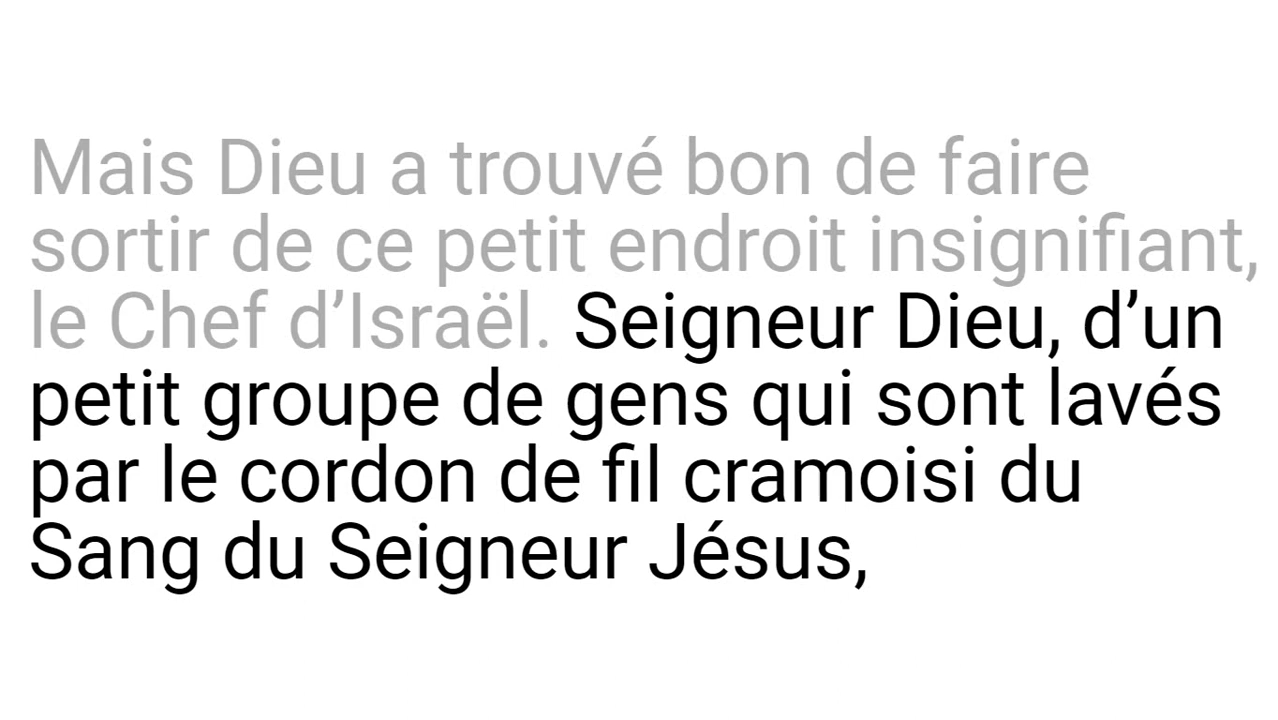 Mais Dieu a trouvé bon de faire
sortir de ce petit endroit insignifiant,
le Chef d’Israël. Seigneur Dieu, d’un
petit groupe de gens qui sont lavés
par le cordon de fil cramoisi du
Sang du Seigneur Jésus,